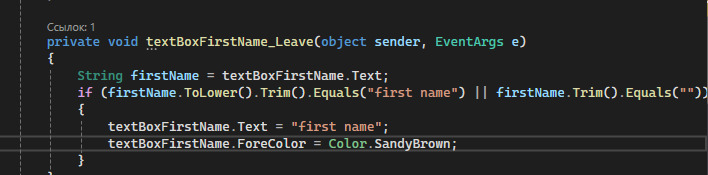 Ссылок: 1
private void textBoxFirstName_Leave(object sender, EventArgs e)
{
String firstName = textBoxFirstName.Text;
if (firstName.ToLower().Trim().Equals("first name") || firstName.Trim().Equals(""))
{
textBoxFirstName.Text = "first name";
textBoxFirstName.ForeColor = Color.SandyBrown;
}